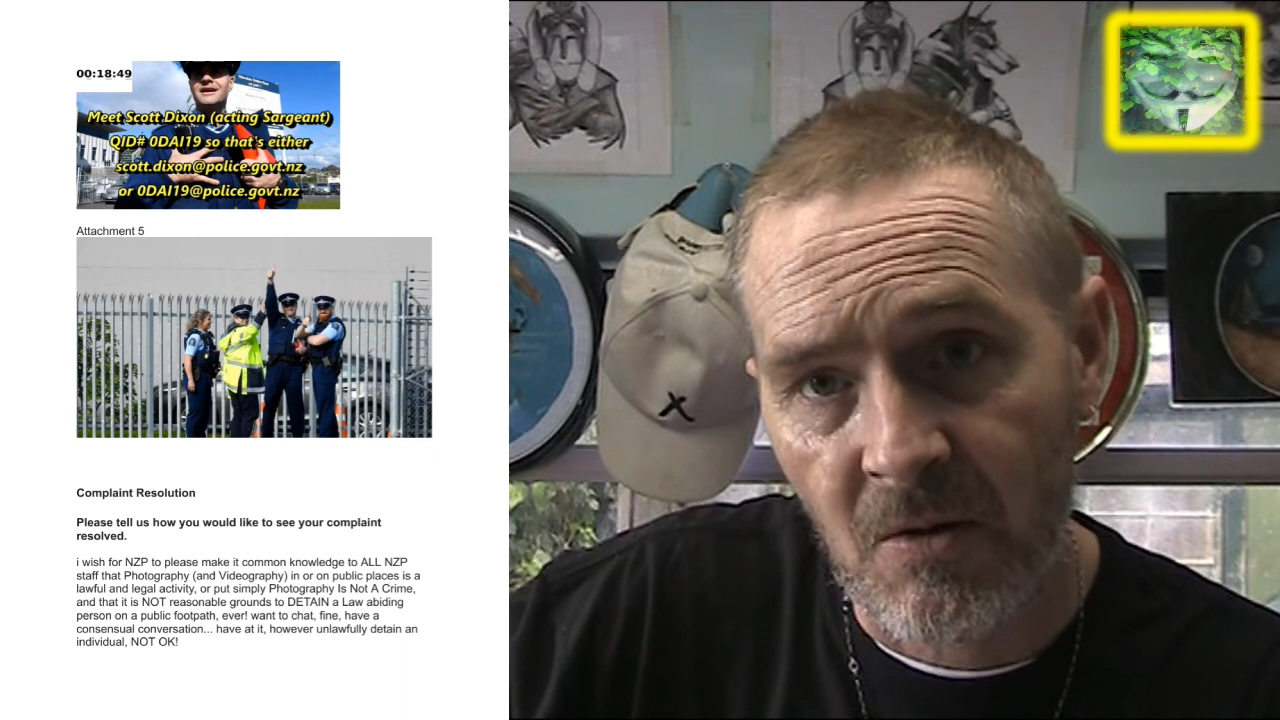 00:18:49
Meet Scott Dixon (acting Sargeant)
QID# 0DAI19 so that's either
scott.dixon@police.govt.nz
or 0DAI19@police.govt.nz
Attachment 5
Complaint Resolution
Please tell us how you would like to see your complaint
resolved.
i wish for NZP to please make it common knowledge to ALL NZP
staff that Photography (and Videography) in or on public places is a
lawful and legal activity, or put simply Photography Is Not A Crime,
and that it is NOT reasonable grounds to DETAIN a Law abiding
person on a public footpath, ever! want to chat, fine, have a
consensual conversation... have at it, however unlawfully detain an
individual, NOT OK!